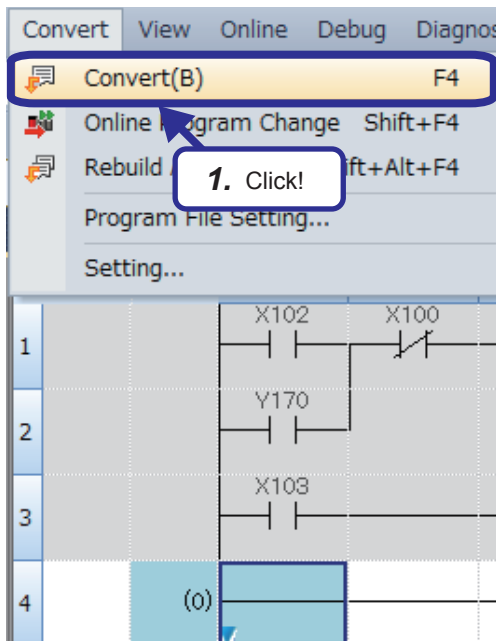 Convert View Online Debug Diagnos
Convert(B) F4
Online Program Change Shift+F4
Rebuild ift+Alt+F4
1. Click!
Program File Setting...
Setting...
X102 X100
1
Y170
2
X103
3
4 (0)